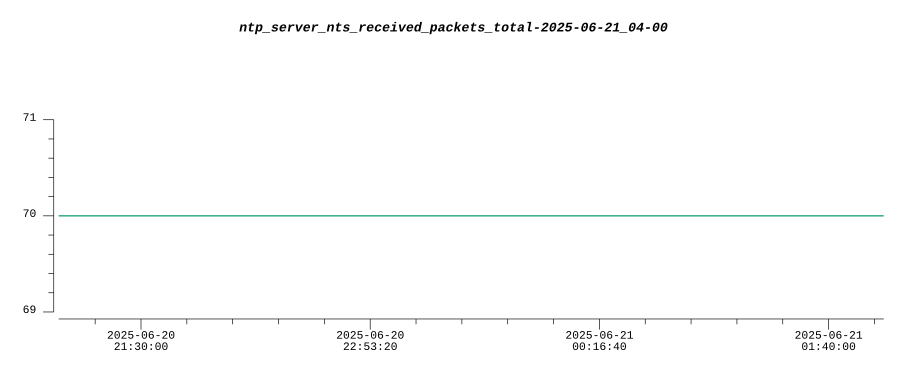 ntp_server_nts_received_packets_total-2025-06-21_04-00
71
70
69
2025-06-20 2025-06-20 2025-06-21 2025-06-21
21:30:00 22:53:20 00:16:40 01:40:00